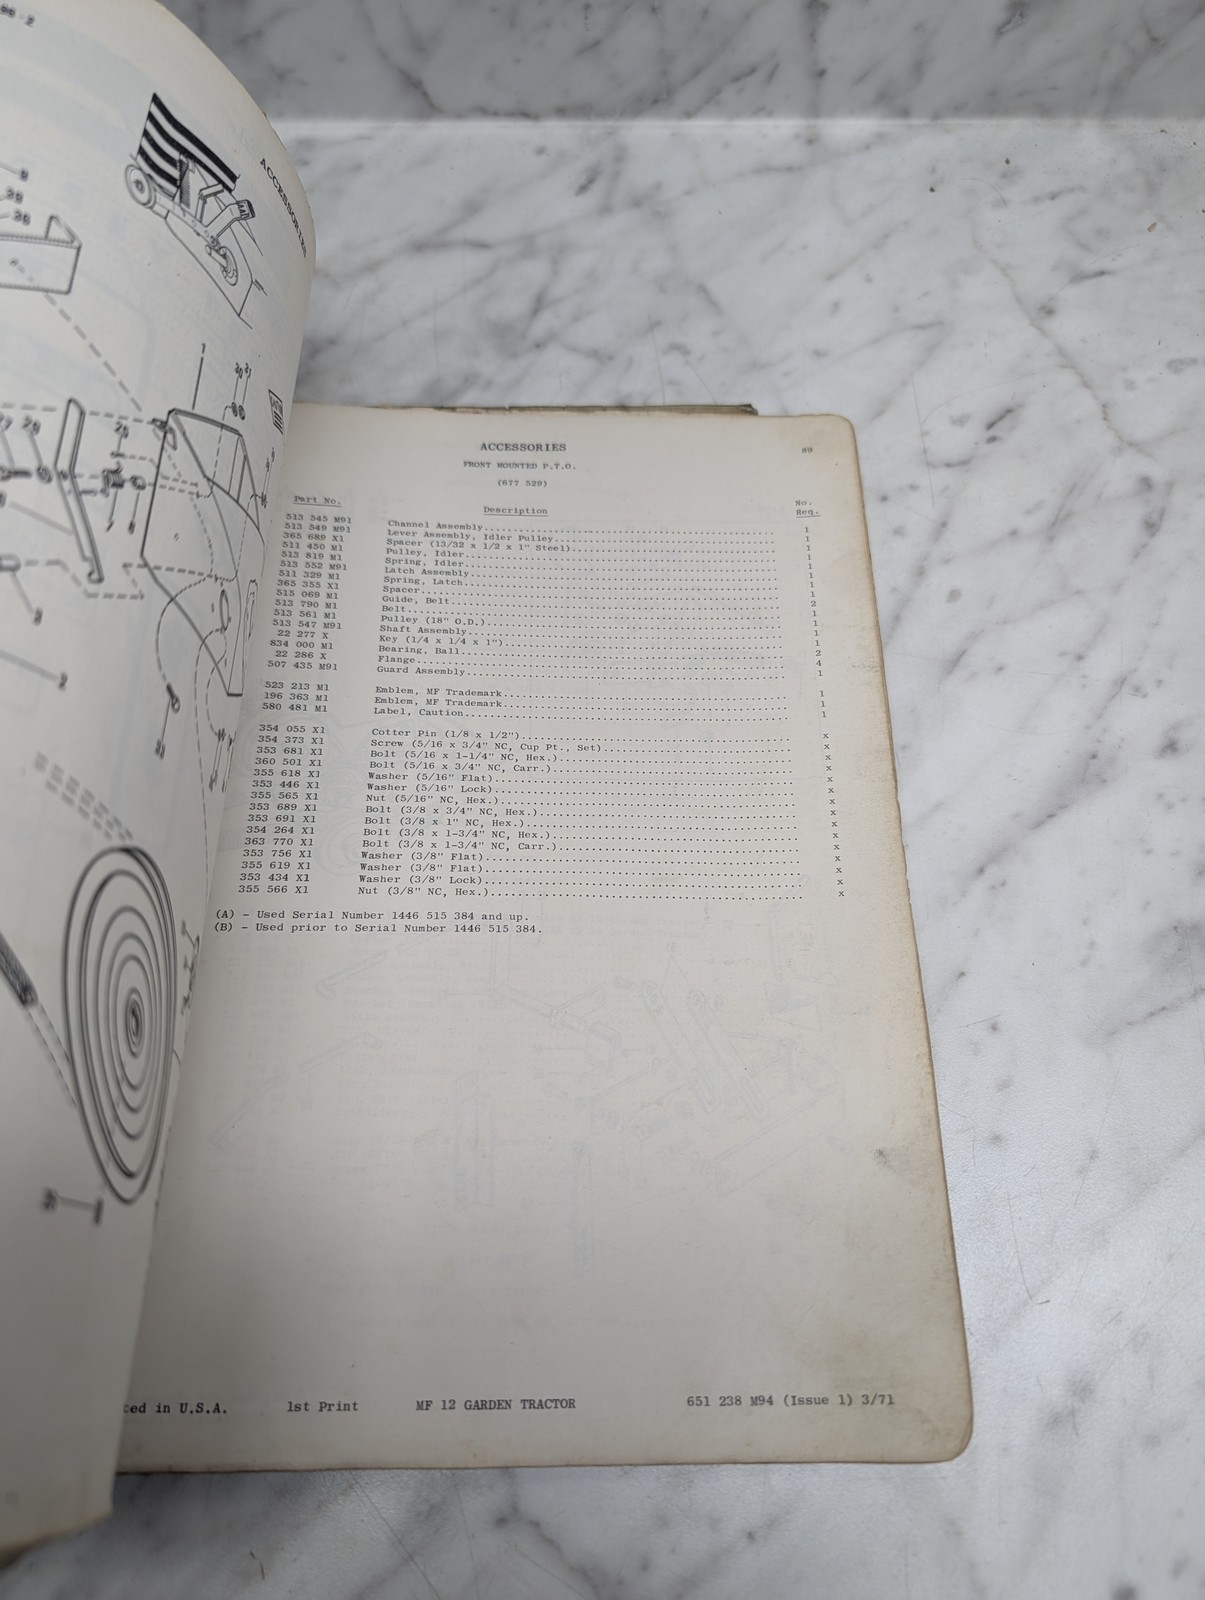 ACCESSORIES
1
ACCESSORIES
89
FRONT MOUNTED P.T.O.
(677 529)
Part No. Description No. Req.
513 545 M91 Channel Assembly 1
513 549 M91 Lever Assembly, Idler Pulley 1
365 689 X1 Spacer (13/32 x 1/2 x 1" Steel) 1
511 450 M1 Pulley, Idler 1
513 819 M1 Spring, Idler 1
513 552 M91 Latch Assembly 1
511 329 M1 Spring, Latch 1
365 355 X1 Spacer 1
515 069 M1 Guide, Belt 2
513 790 M1 Belt 1
513 561 M1 Pulley (18" O.D.) 1
513 547 M91 Shaft Assembly 1
22 277 X Key (1/4 x 1/4 x 1") 1
834 000 M1 Bearing, Ball 2
22 286 X Flange 4
507 435 M91 Guard Assembly 1
523 213 M1 Emblem, MF Trademark 1
196 363 M1 Emblem, MF Trademark 1
580 481 M1 Label, Caution 1
354 055 X1 Cotter Pin (1/8 x 1/2") x
354 373 X1 Screw (5/16 x 3/4" NC, Cup Pt., Set) x
353 681 X1 Bolt (5/16 x 1-1/4" NC, Hex.) x
360 501 X1 Bolt (5/16 x 3/4" NC, Carr.) x
355 618 X1 Washer (5/16" Flat) x
353 446 X1 Washer (5/16" Lock) x
355 565 X1 Nut (5/16" NC, Hex.) x
353 689 X1 Bolt (3/8 x 3/4" NC, Hex.) x
353 691 X1 Bolt (3/8 x 1" NC, Hex.) x
354 264 X1 Bolt (3/8 x 1-3/4" NC, Hex.) x
363 770 X1 Bolt (3/8 x 1-3/4" NC, Carr.) x
353 756 X1 Washer (3/8" Flat) x
355 619 X1 Washer (3/8" Flat) x
353 434 X1 Washer (3/8" Lock) x
355 566 X1 Nut (3/8" NC, Hex.) x
(A) - Used Serial Number 1446 515 384 and up.
(B) - Used prior to Serial Number 1446 515 384.
in U.S.A. 1st Print MF 12 GARDEN TRACTOR 651 238 M94 (Issue 1) 3/71